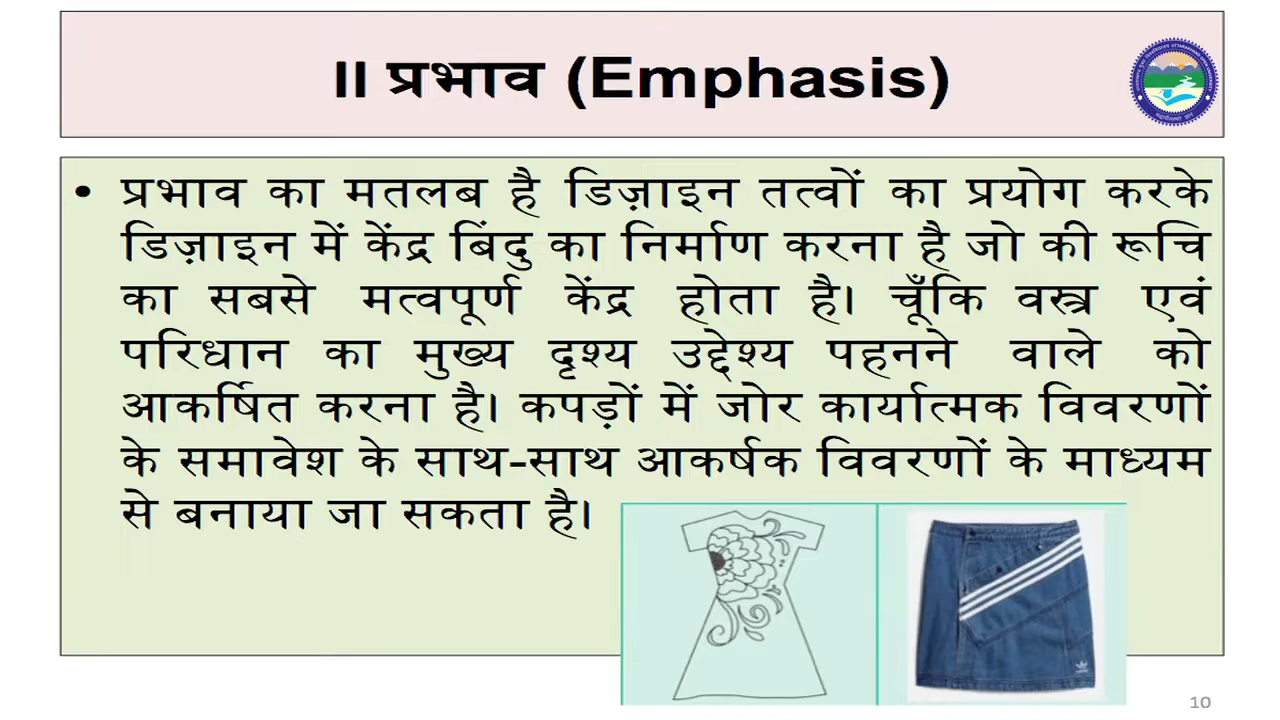 II प्रभाव (Emphasis)
• प्रभाव का मतलब है डिज़ाइन तत्वों का प्रयोग करके
डिज़ाइन में केंद्र बिंदु का निर्माण करना है जो की रूचि
का सबसे मत्वपूर्ण केंद्र होता है। चूँकि वस्त्र एवं
परिधान का मुख्य दृश्य उद्देश्य पहनने वाले को
आकर्षित करना है। कपड़ों में जोर कार्यात्मक विवरणों
के समावेश के साथ-साथ आकर्षक विवरणों के माध्यम
से बनाया जा सकता है।
10